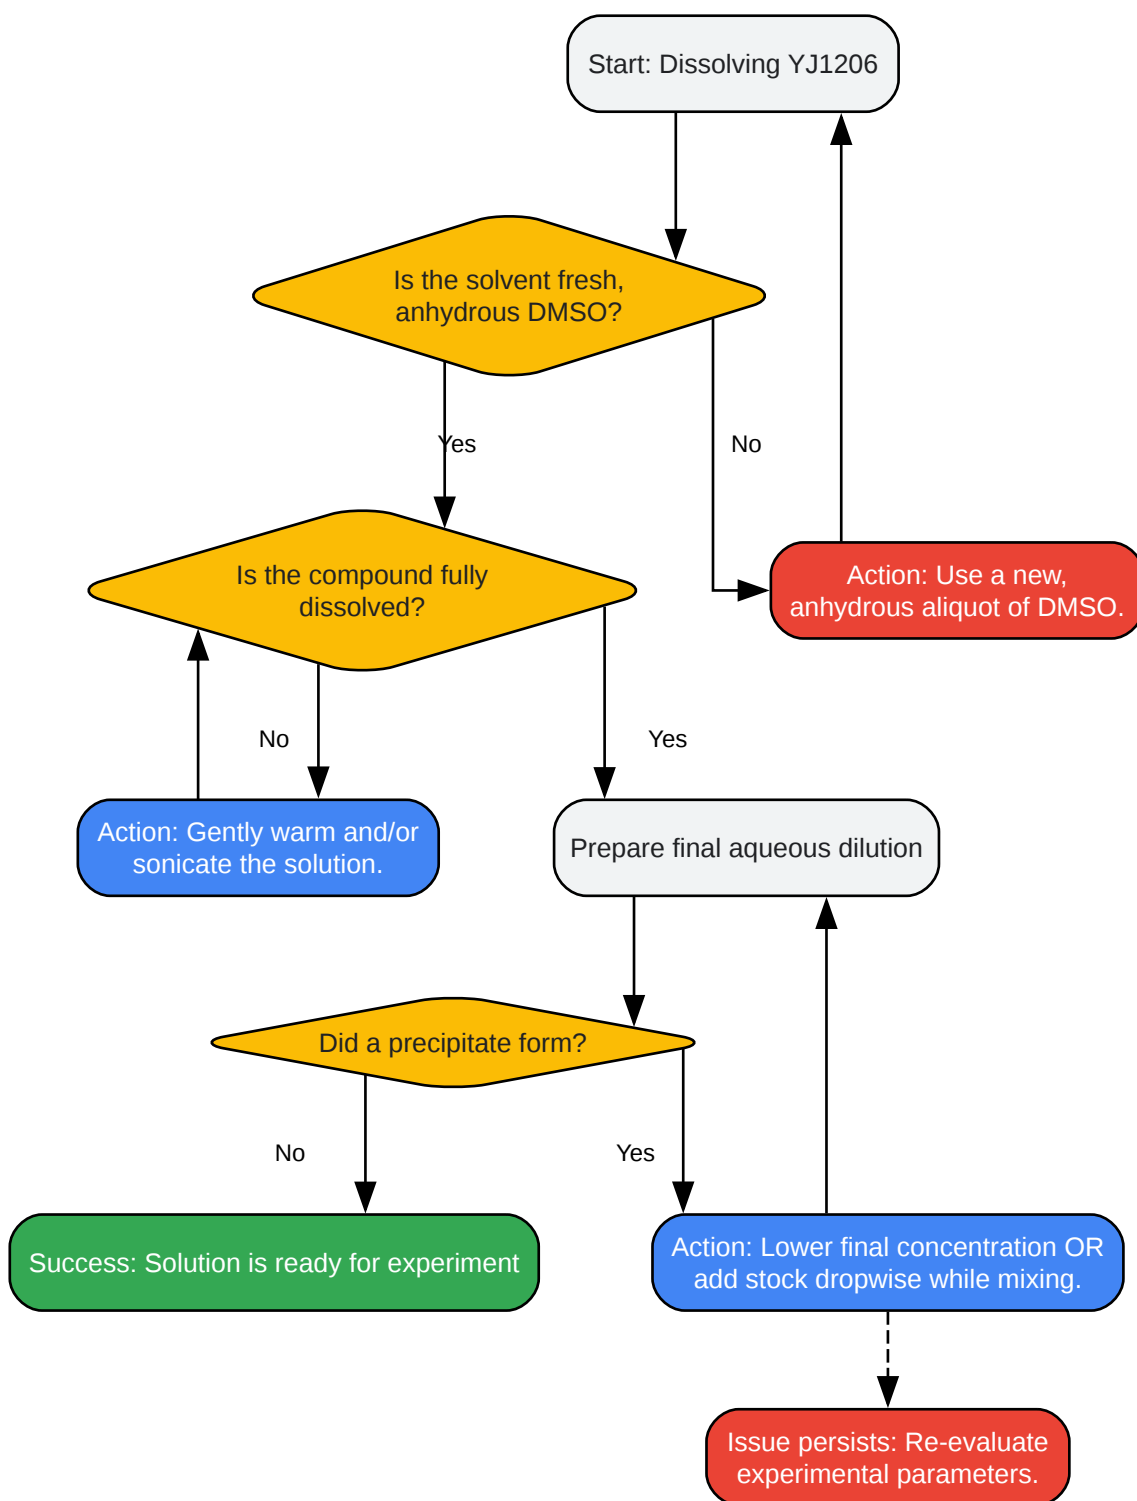 Start: Dissolving YJ1206
Is the solvent fresh,
anhydrous DMSO?
Yes
No
Action: Use a new,
anhydrous aliquot of DMSO.
Is the compound fully
dissolved?
No
Yes
Action: Gently warm and/or
sonicate the solution.
Prepare final aqueous dilution
Did a precipitate form?
No
Yes
Success: Solution is ready for experiment
Action: Lower final concentration OR
add stock dropwise while mixing.
Issue persists: Re-evaluate
experimental parameters.